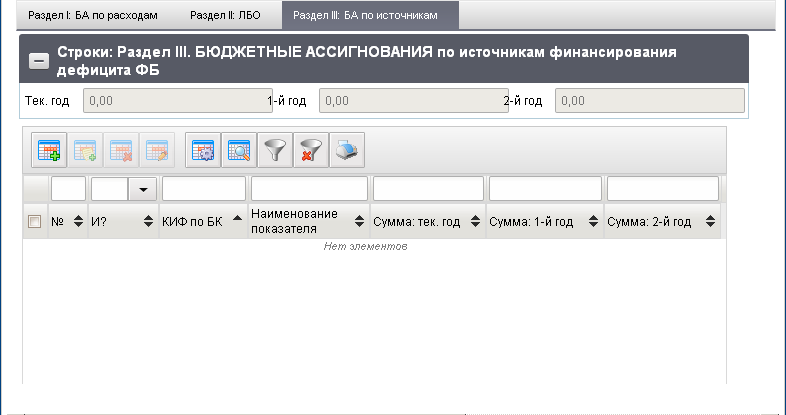 Раздел I: БА по расходам Раздел II: ЛБО Раздел III: БА по источникам
Строки: Раздел III. БЮДЖЕТНЫЕ АССИГНОВАНИЯ по источникам финансирования
дефицита ФБ
Тек. год 0,00 1-й год 0,00 2-й год 0,00
№ И? КИФ по БК Наименование показателя Сумма: тек. год Сумма: 1-й год Сумма: 2-й год
Нет элементов